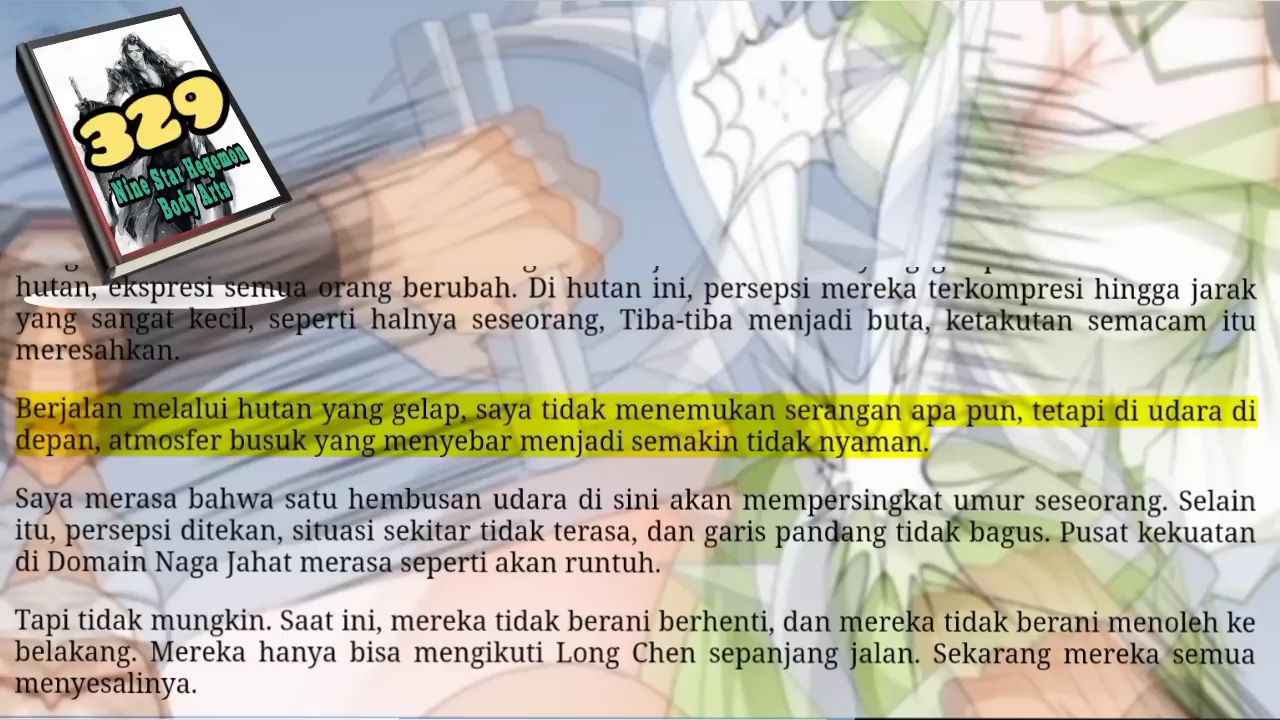 329
Nine Star Hegemon
Body Arts
hutan, ekspresi semua orang berubah. Di hutan ini, persepsi mereka terkompresi hingga jarak
yang sangat kecil, seperti halnya seseorang, Tiba-tiba menjadi buta, ketakutan semacam itu
meresahkan.
Berjalan melalui hutan yang gelap, saya tidak menemukan serangan apa pun, tetapi di udara di
depan, atmosfer busuk yang menyebar menjadi semakin tidak nyaman.
Saya merasa bahwa satu hembusan udara di sini akan mempersingkat umur seseorang. Selain
itu, persepsi ditekan, situasi sekitar tidak terasa, dan garis pandang tidak bagus. Pusat kekuatan
di Domain Naga Jahat merasa seperti akan runtuh.
Tapi tidak mungkin. Saat ini, mereka tidak berani berhenti, dan mereka tidak berani menoleh ke
belakang. Mereka hanya bisa mengikuti Long Chen sepanjang jalan. Sekarang mereka semua
menyesalinya.